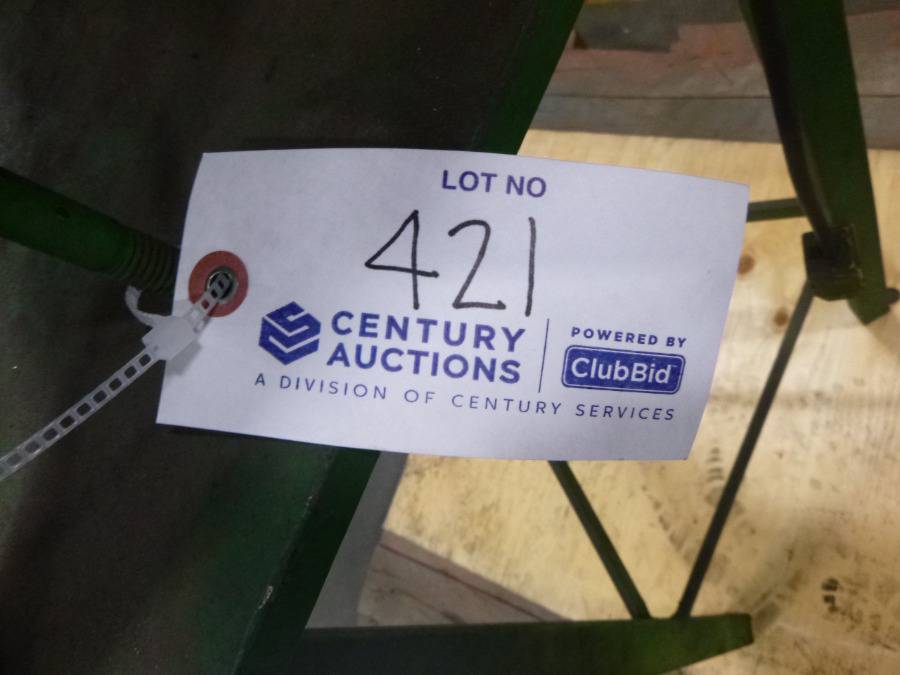 LOT NO
421
CENTURY
AUCTIONS
A DIVISION OF CENTURY SERVICES
POWERED BY
ClubBid